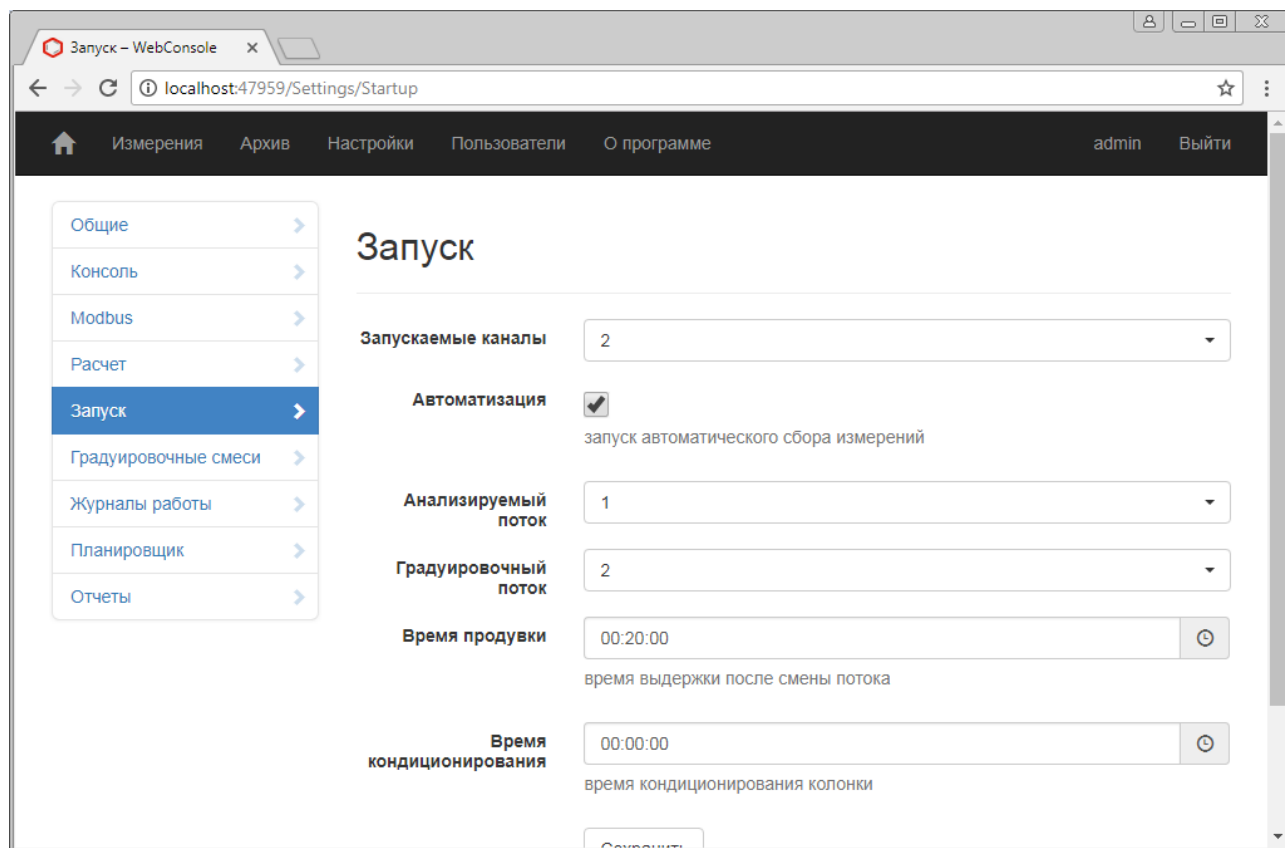 Запуск – WebConsole
localhost:47959/Settings/Startup
Измерения Архив Настройки Пользователи О программе admin Выйти
Общие
Консоль
Modbus
Расчет
Запуск
Градуировочные смеси
Журналы работы
Планировщик
Отчеты
Запуск
Запускаемые каналы 2
Автоматизация
запуск автоматического сбора измерений
Анализируемый
поток
1
Градуировочный
поток
2
Время продувки 00:20:00
время выдержки после смены потока
Время
кондиционирования
00:00:00
время кондиционирования колонки
Сохранить